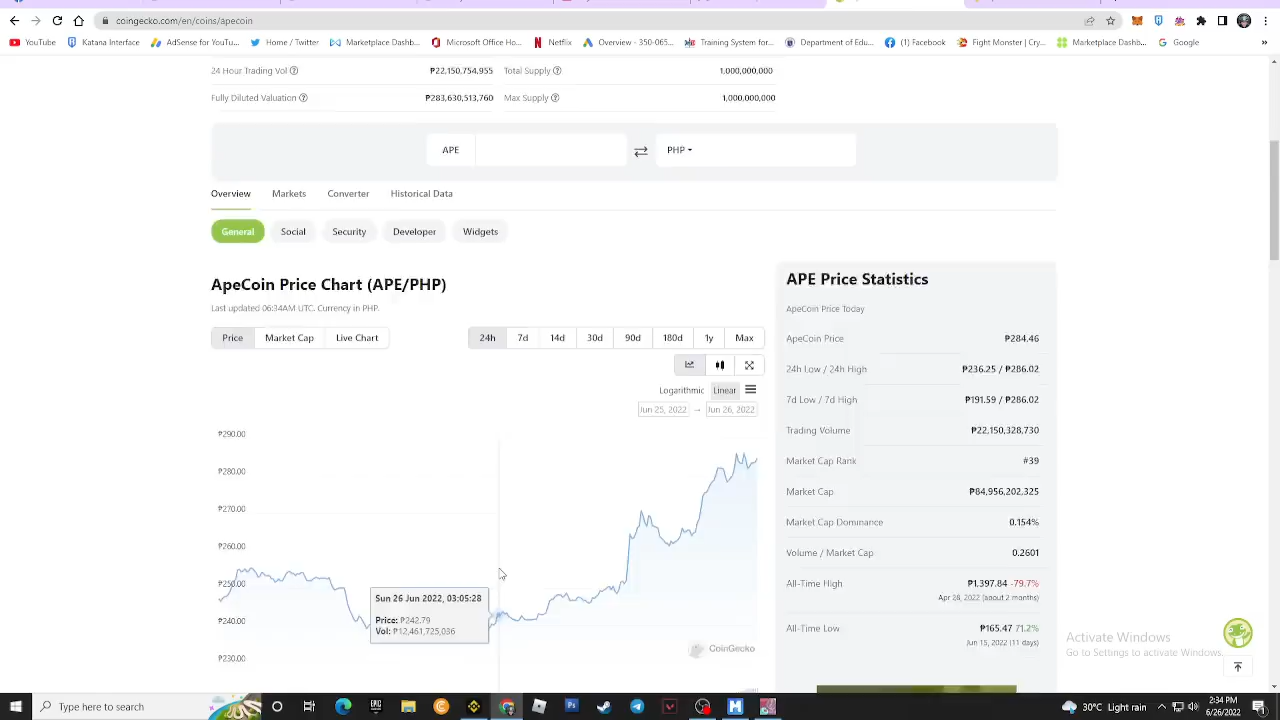 coingecko.com/en/coins/apecoin
YouTube Katana Interface AdSense for YouTu... Home / Twitter Marketplace Dashb... Microsoft Office Ho... Netflix Overview - 350-065... Training System for... Department of Edu... (1) Facebook Fight Monster | Cry... Marketplace Dashb... Google »
24 Hour Trading Vol ₱22,150,754,955 Total Supply 1,000,000,000
Fully Diluted Valuation ₱283,630,513,760 Max Supply 1,000,000,000
APE PHP
Overview Markets Converter Historical Data
General Social Security Developer Widgets
ApeCoin Price Chart (APE/PHP)
Last updated 06:34AM UTC. Currency in PHP.
Price Market Cap Live Chart 24h 7d 14d 30d 90d 180d 1y Max
Logarithmic Linear
Jun 25, 2022 → Jun 26, 2022
₱290.00
₱280.00
₱270.00
₱260.00
₱250.00
₱240.00
₱230.00
Sun 26 Jun 2022, 03:05:28
Price: ₱242.79
Vol: ₱12,461,725,036
CoinGecko
APE Price Statistics
ApeCoin Price Today
ApeCoin Price ₱284.46
24h Low / 24h High ₱236.25 / ₱286.02
7d Low / 7d High ₱191.59 / ₱286.02
Trading Volume ₱22,150,328,730
Market Cap Rank #39
Market Cap ₱84,956,202,325
Market Cap Dominance 0.154%
Volume / Market Cap 0.2601
All-Time High ₱1,397.84 -79.7%
Apr 28, 2022 (about 2 months)
All-Time Low ₱165.47 71.2%
Jun 15, 2022 (11 days)
Activate Windows
Go to Settings to activate Windows.
Type here to search
30°C Light rain
2:34 PM
6/26/2022